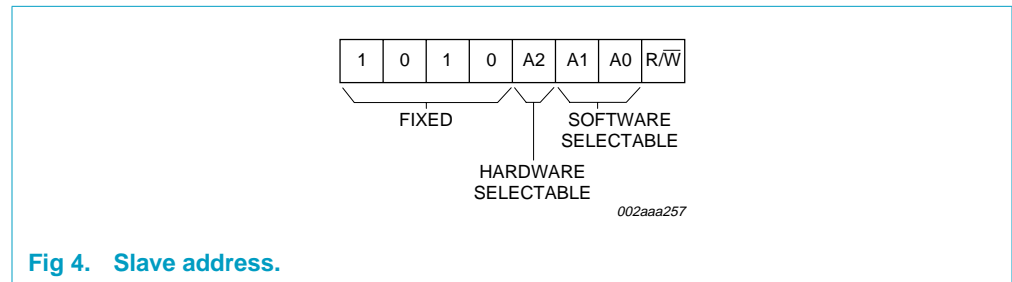 1 0 1 0 A2 A1 A0 R/W̅
FIXED
SOFTWARE
SELECTABLE
HARDWARE
SELECTABLE
002aaa257
Fig 4. Slave address.